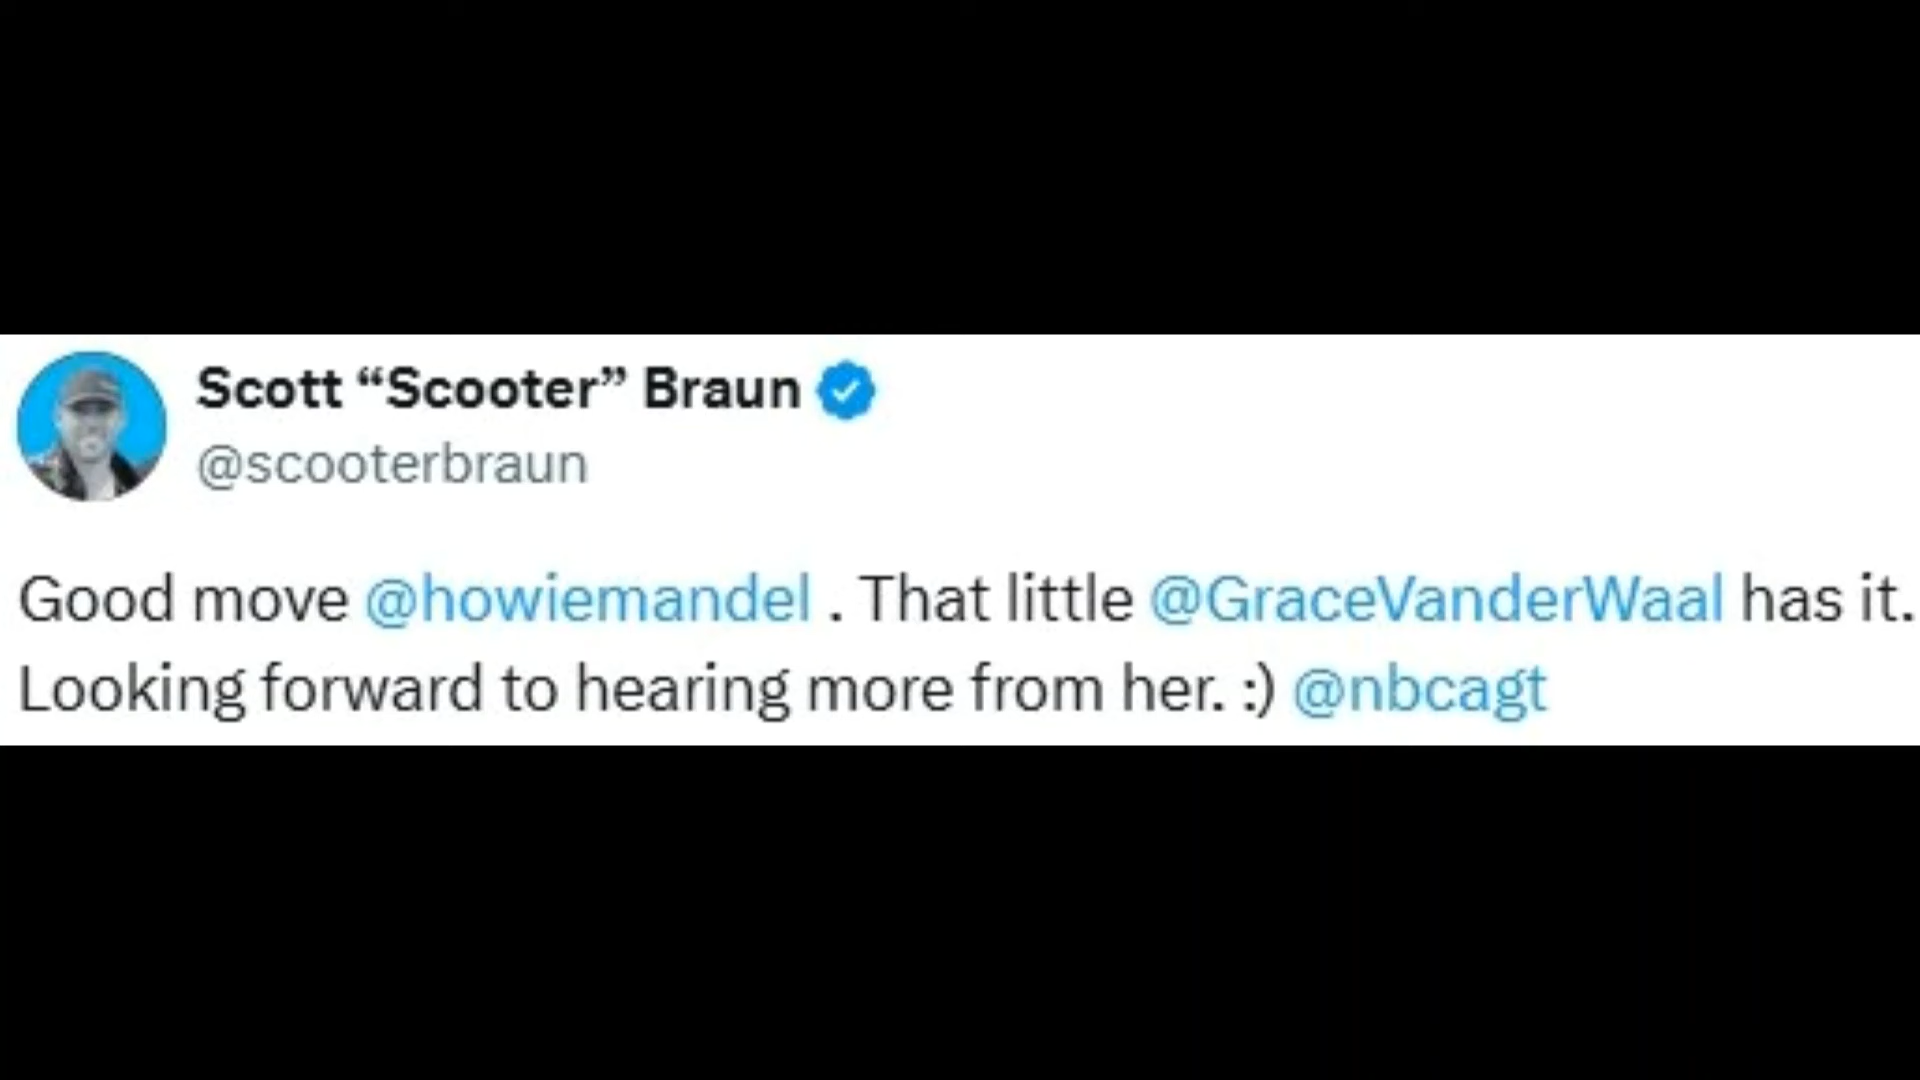 Scott “Scooter” Braun
@scooterbraun
Good move @howiemandel . That little @GraceVanderWaal has it.
Looking forward to hearing more from her. :) @nbcagt